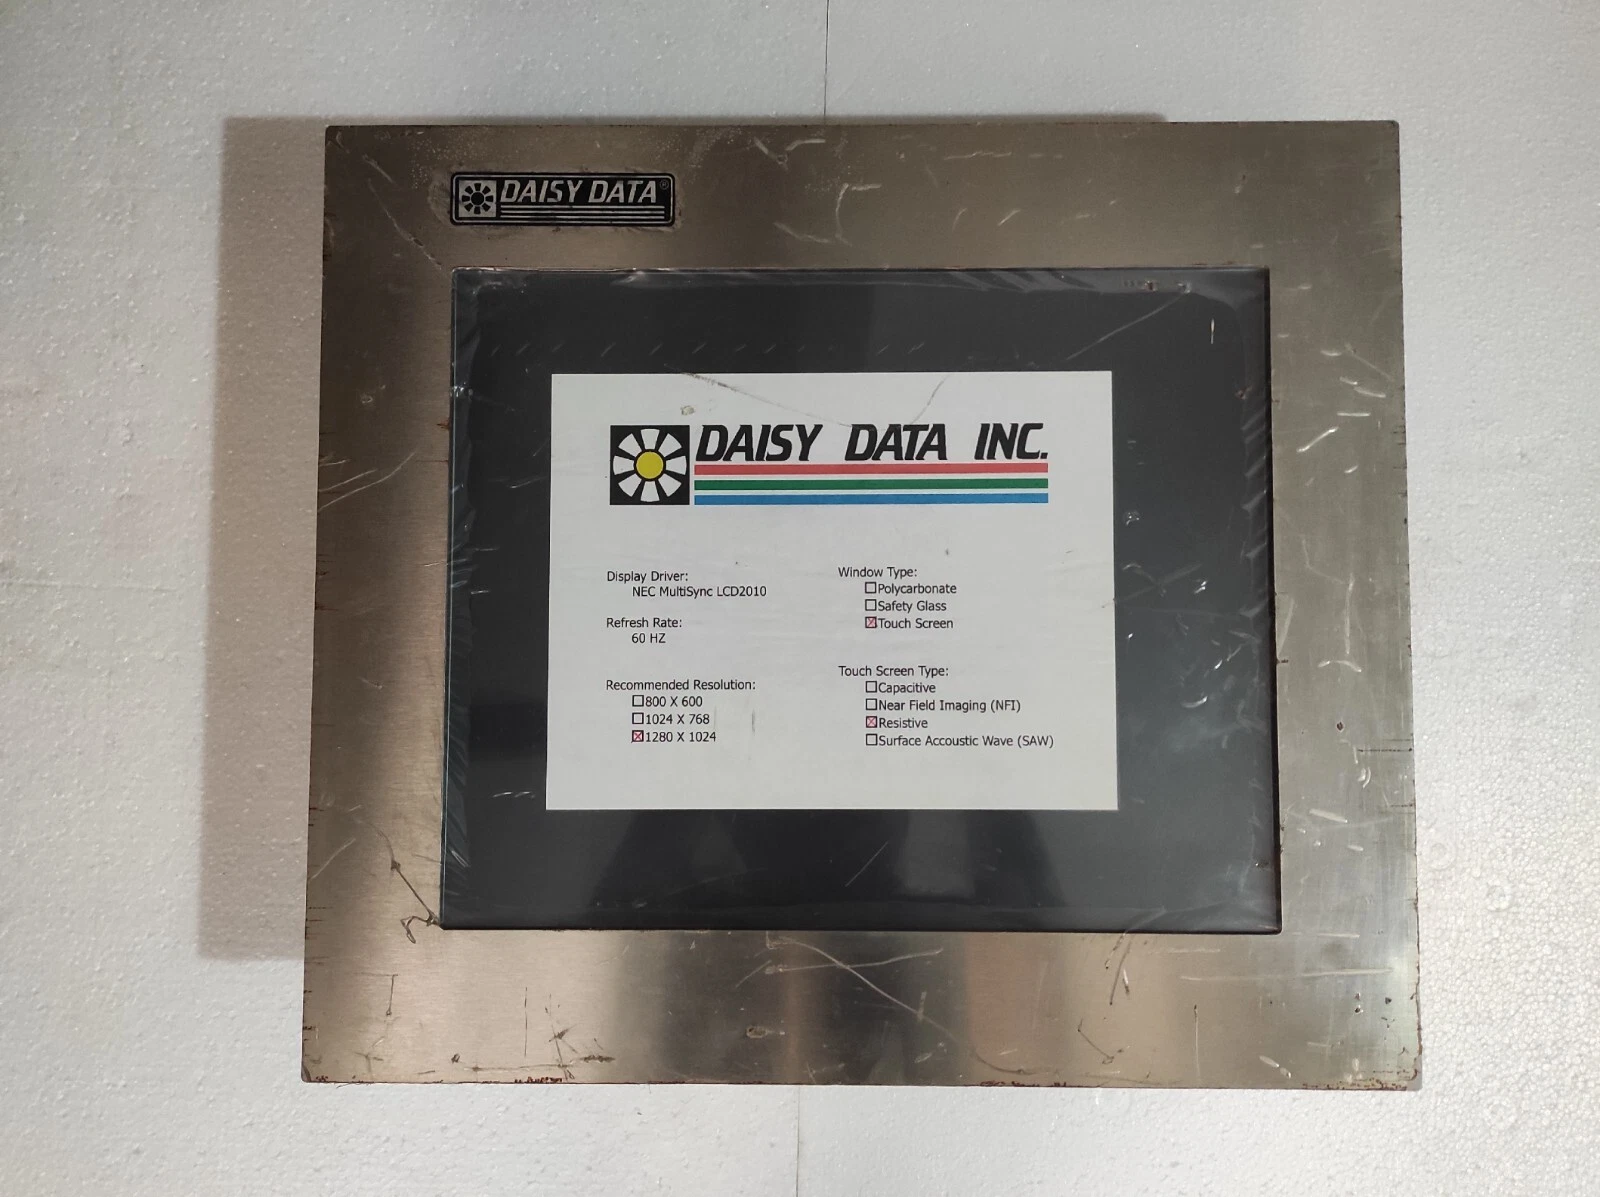 DAISY DATA®
DAISY DATA INC.
Display Driver:
NEC MultiSync LCD2010
Refresh Rate:
60 HZ
Recommended Resolution:
☐800 X 600
☐1024 X 768
☒1280 X 1024
Window Type:
☐Polycarbonate
☐Safety Glass
☒Touch Screen
Touch Screen Type:
☐Capacitive
☐Near Field Imaging (NFI)
☒Resistive
☐Surface Accoustic Wave (SAW)